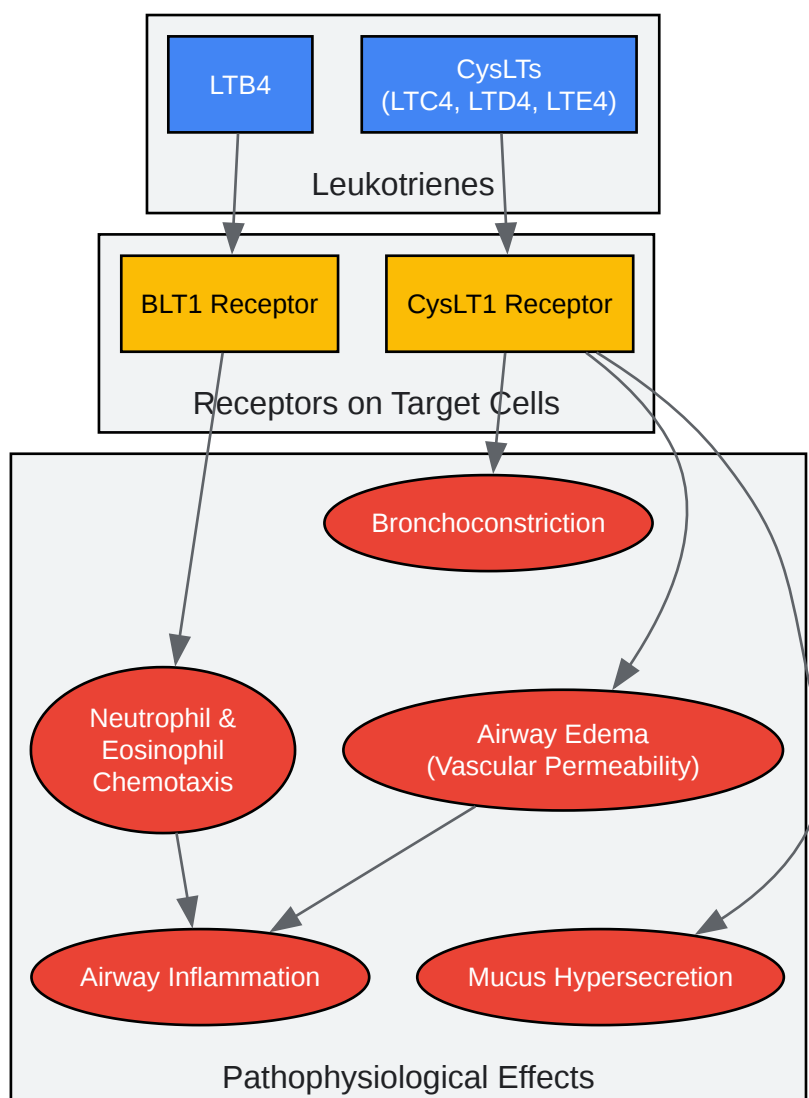 LTB4
CysLTs
(LTC4, LTD4, LTE4)
Leukotrienes
BLT1 Receptor
CysLT1 Receptor
Receptors on Target Cells
Bronchoconstriction
Neutrophil &
Eosinophil
Chemotaxis
Airway Edema
(Vascular Permeability)
Airway Inflammation
Mucus Hypersecretion
Pathophysiological Effects